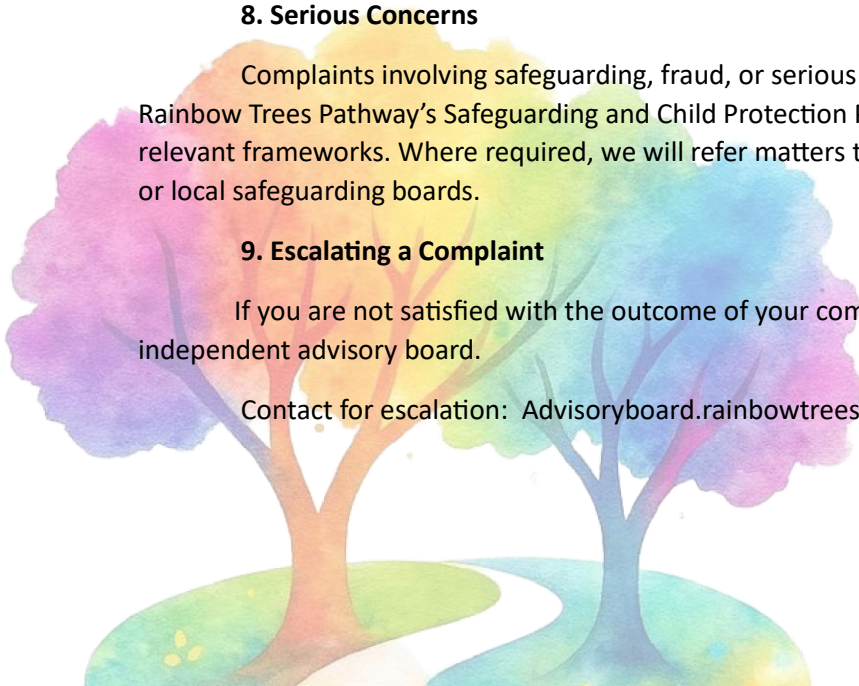 8. Serious Concerns
Complaints involving safeguarding, fraud, or serious
Rainbow Trees Pathway’s Safeguarding and Child Protection
relevant frameworks. Where required, we will refer matters
or local safeguarding boards.
9. Escalating a Complaint
If you are not satisfied with the outcome of your
independent advisory board.
Contact for escalation: Advisoryboard.rainbowtrees